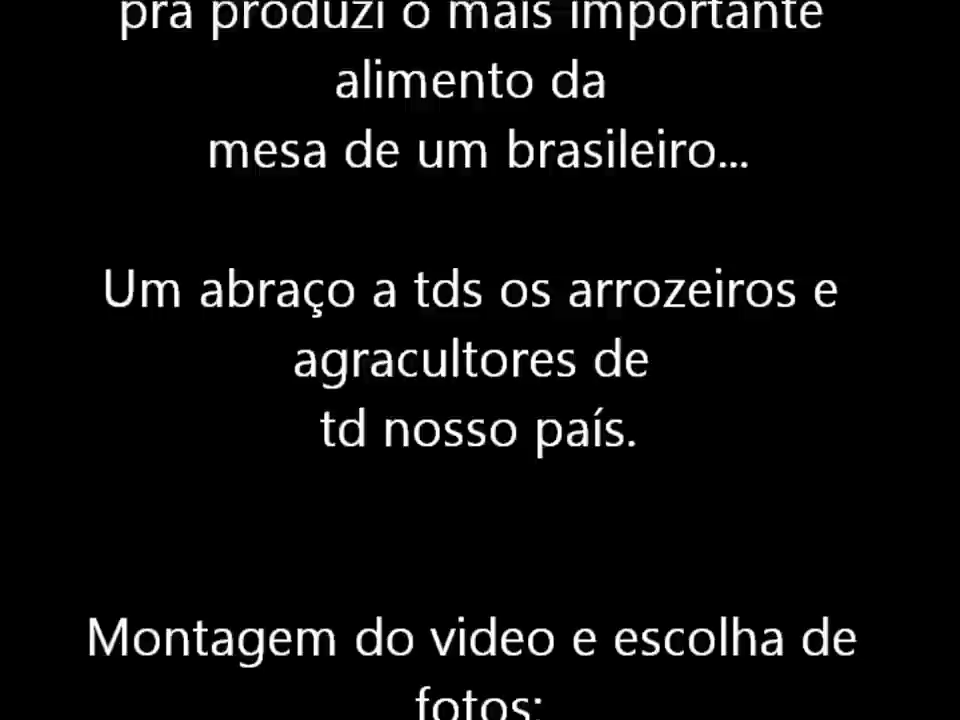 pra produzi o mais importante
alimento da
mesa de um brasileiro...
Um abraço a tds os arrozeiros e
agracultores de
td nosso país.
Montagem do video e escolha de
fotos: